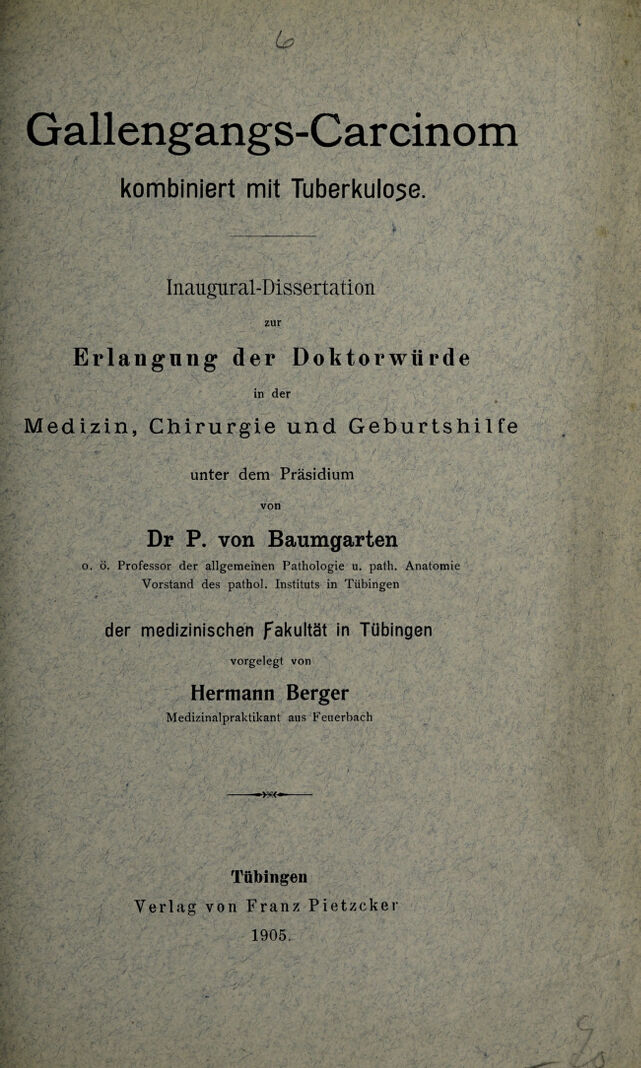 6
Gallengangs-Carcinom
kombiniert mit Tuberkulose.
Inaugural-Dissertation
zur
Erlangung der Doktorwürde
in der
Medizin, Chirurgie und Geburtshilfe
unter dem Präsidium
von
Dr P. von Baumgarten
o. ö. Professor der allgemeinen Pathologie u. path. Anatomie
Vorstand des pathol. Instituts in Tübingen
der medizinischen Fakultät in Tübingen
vorgelegt von
Hermann Berger
Medizinalpraktikant aus Feuerbach
Tübingen
Verlag von Franz Pietzcker
1905.